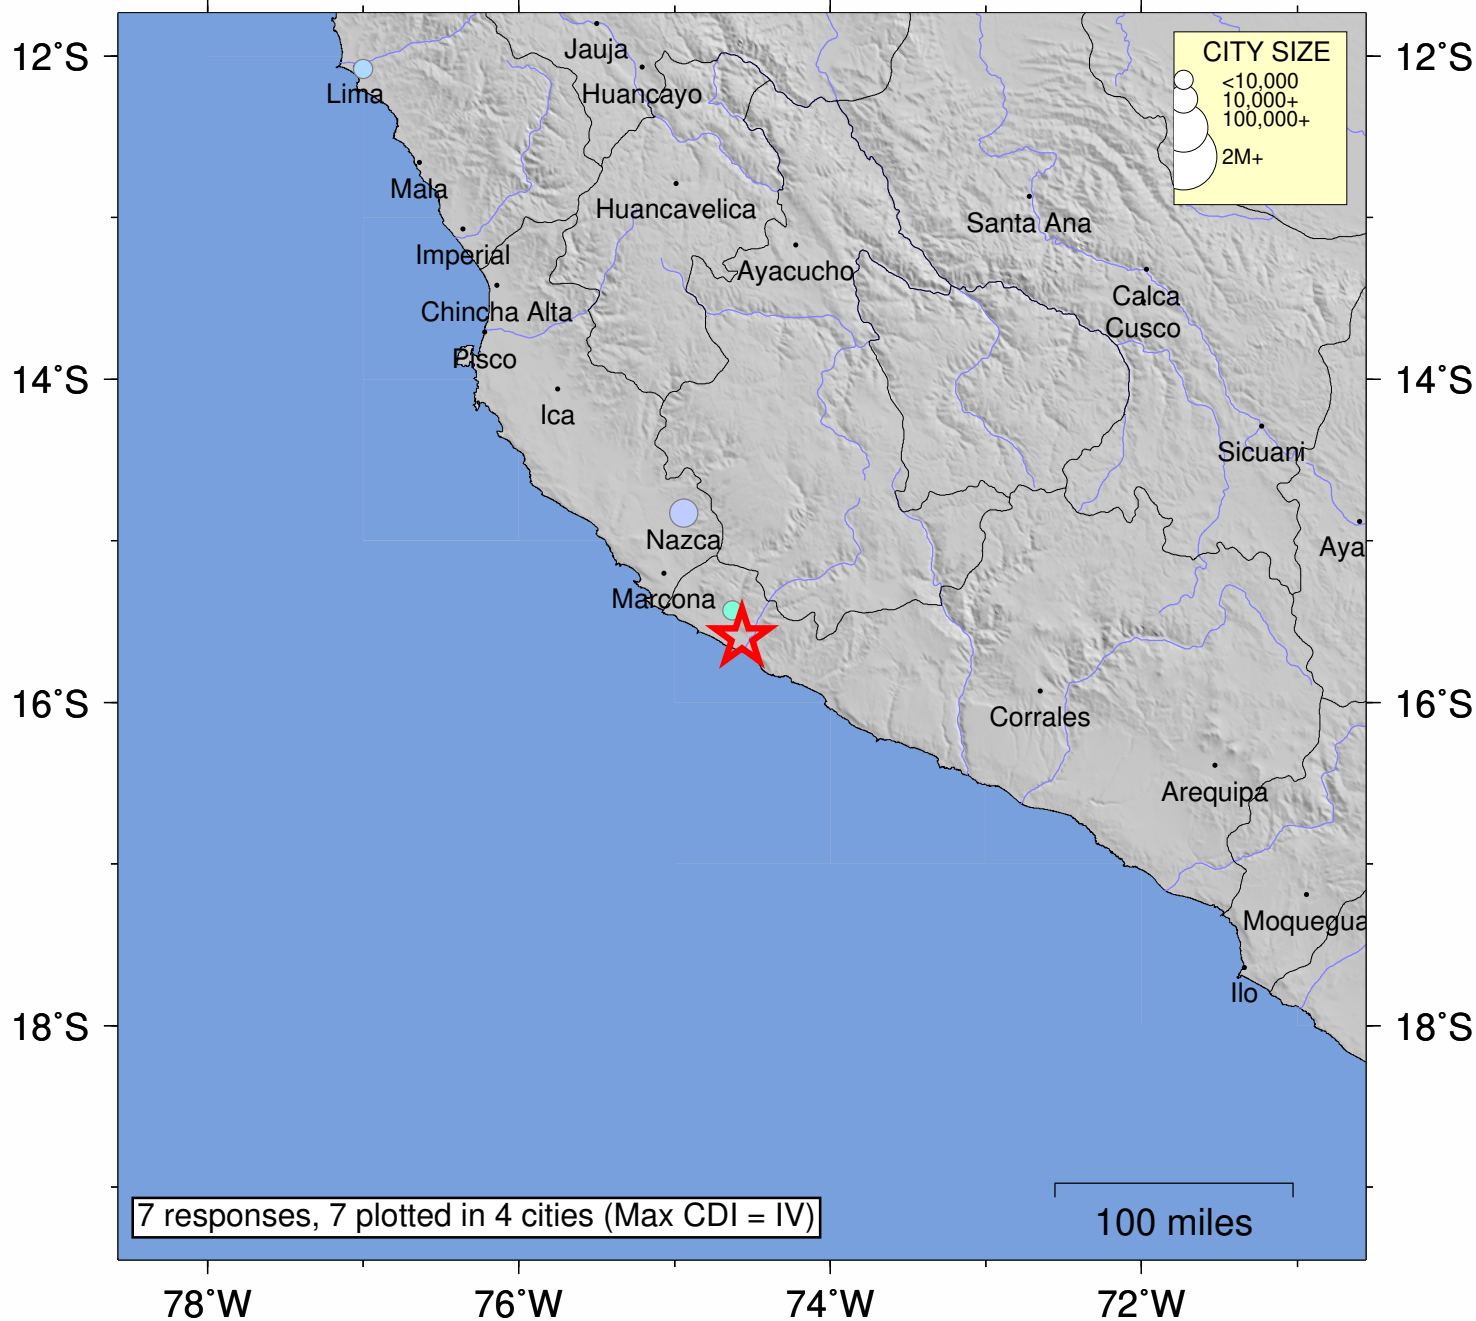 12˚S
12˚S
CITY SIZE
<10,000
10,000+
100,000+
2M+
Jauja
Lima
Huancayo
Mala
Huancavelica
Santa Ana
Imperial
Ayacucho
Calca
Chincha Alta
Cusco
Pisco
14˚S
14˚S
Ica
Sicuani
Nazca
Aya
Marcona
16˚S
16˚S
Corrales
Arequipa
Moquegua
Ilo
18˚S
18˚S
7 responses, 7 plotted in 4 cities (Max CDI = IV)
100 miles
78˚W
76˚W
74˚W
72˚W